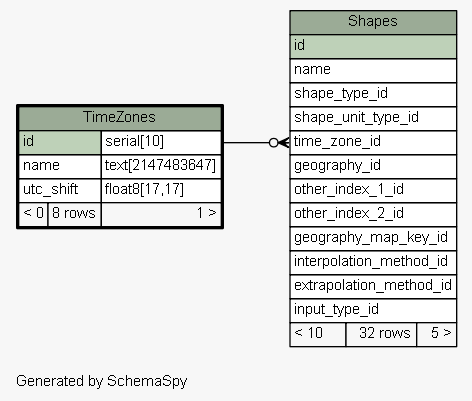 Shapes
id
name
shape_type_id
shape_unit_type_id
time_zone_id
geography_id
other_index_1_id
other_index_2_id
geography_map_key_id
interpolation_method_id
extrapolation_method_id
input_type_id
< 10 32 rows 5 >
TimeZones
id serial[10]
name text[2147483647]
utc_shift float8[17,17]
< 0 8 rows 1 >
Generated by SchemaSpy